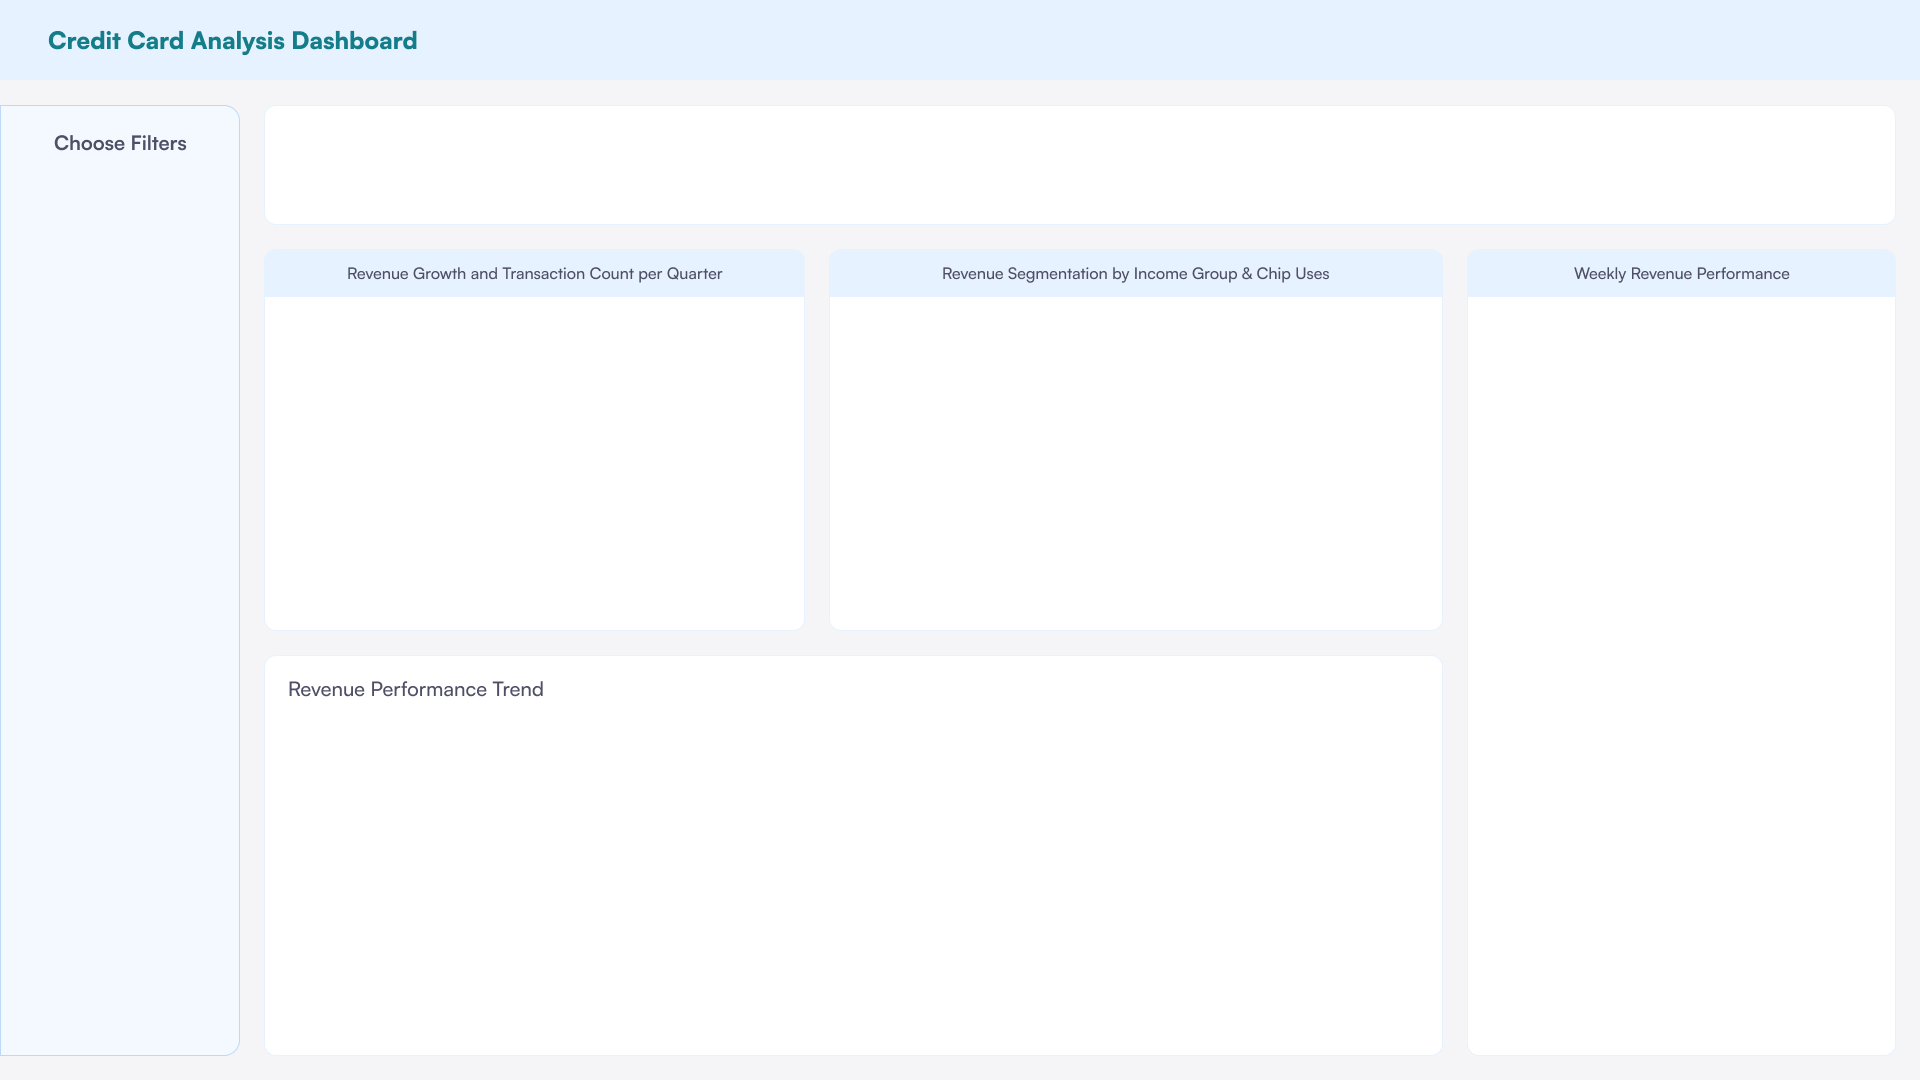 Credit Card Analysis Dashboard
Choose Filters
Revenue Growth and Transaction Count per Quarter
Revenue Segmentation by Income Group & Chip Uses
Weekly Revenue Performance
Revenue Performance Trend